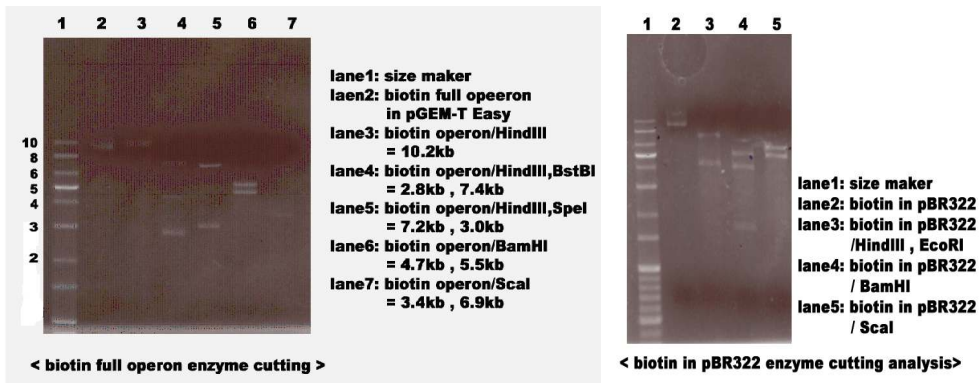 1 2 3 4 5 6 7
10
8
6
5
4
3
2
lane1: size maker
laen2: biotin full opeeron
in pGEM-T Easy
lane3: biotin operon/HindIII
= 10.2kb
lane4: biotin operon/HindIII,BstBI
= 2.8kb , 7.4kb
lane5: biotin operon/HindIII,SpeI
= 7.2kb , 3.0kb
lane6: biotin operon/BamHI
= 4.7kb , 5.5kb
lane7: biotin operon/ScaI
= 3.4kb , 6.9kb
< biotin full operon enzyme cutting >
1 2 3 4 5
lane1: size maker
lane2: biotin in pBR322
lane3: biotin in pBR322
/HindIII , EcoRI
lane4: biotin in pBR322
/ BamHI
lane5: biotin in pBR322
/ ScaI
< biotin in pBR322 enzyme cutting analysis>